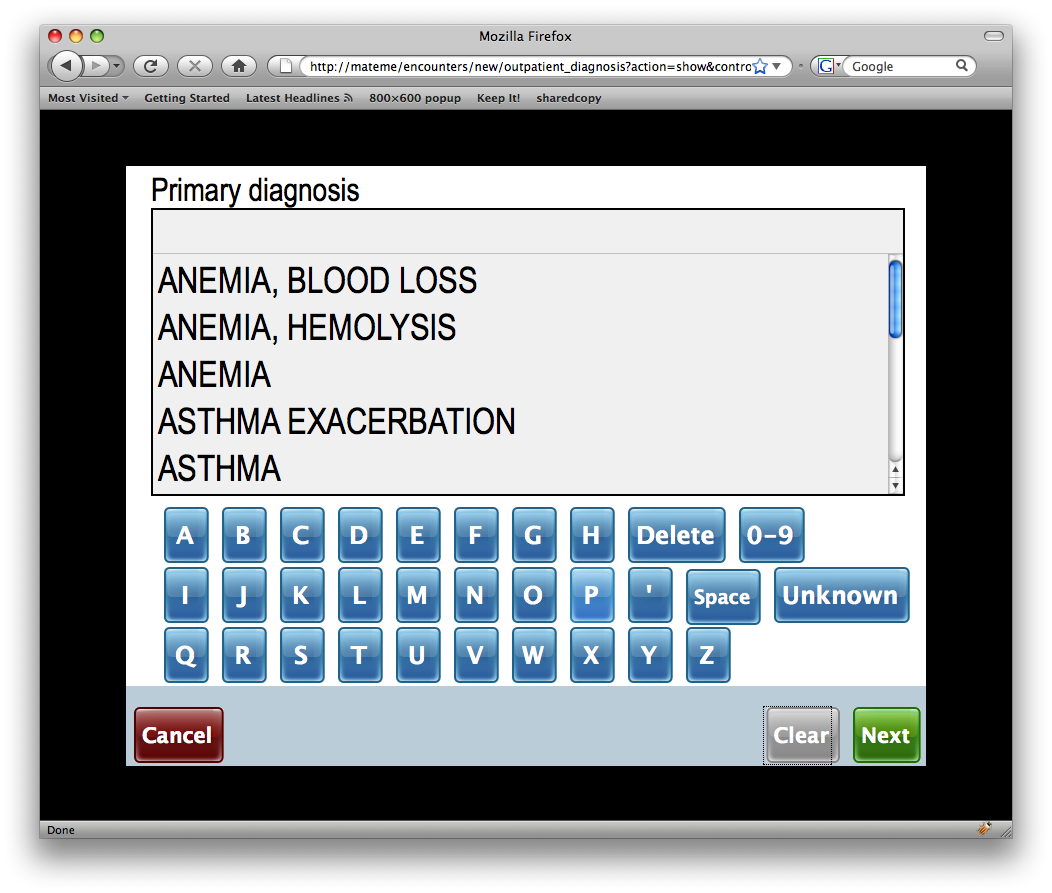 Mozilla Firefox
http://mateme/encounters/new/outpatient_diagnosis?action=show&contro
G Google
Most Visited Getting Started Latest Headlines 800×600 popup Keep It! sharedcopy
Primary diagnosis
ANEMIA, BLOOD LOSS
ANEMIA, HEMOLYSIS
ANEMIA
ASTHMA EXACERBATION
ASTHMA
A B C D E F G H Delete 0-9
I J K L M N O P ' Space Unknown
Q R S T U V W X Y Z
Cancel Clear Next
Done